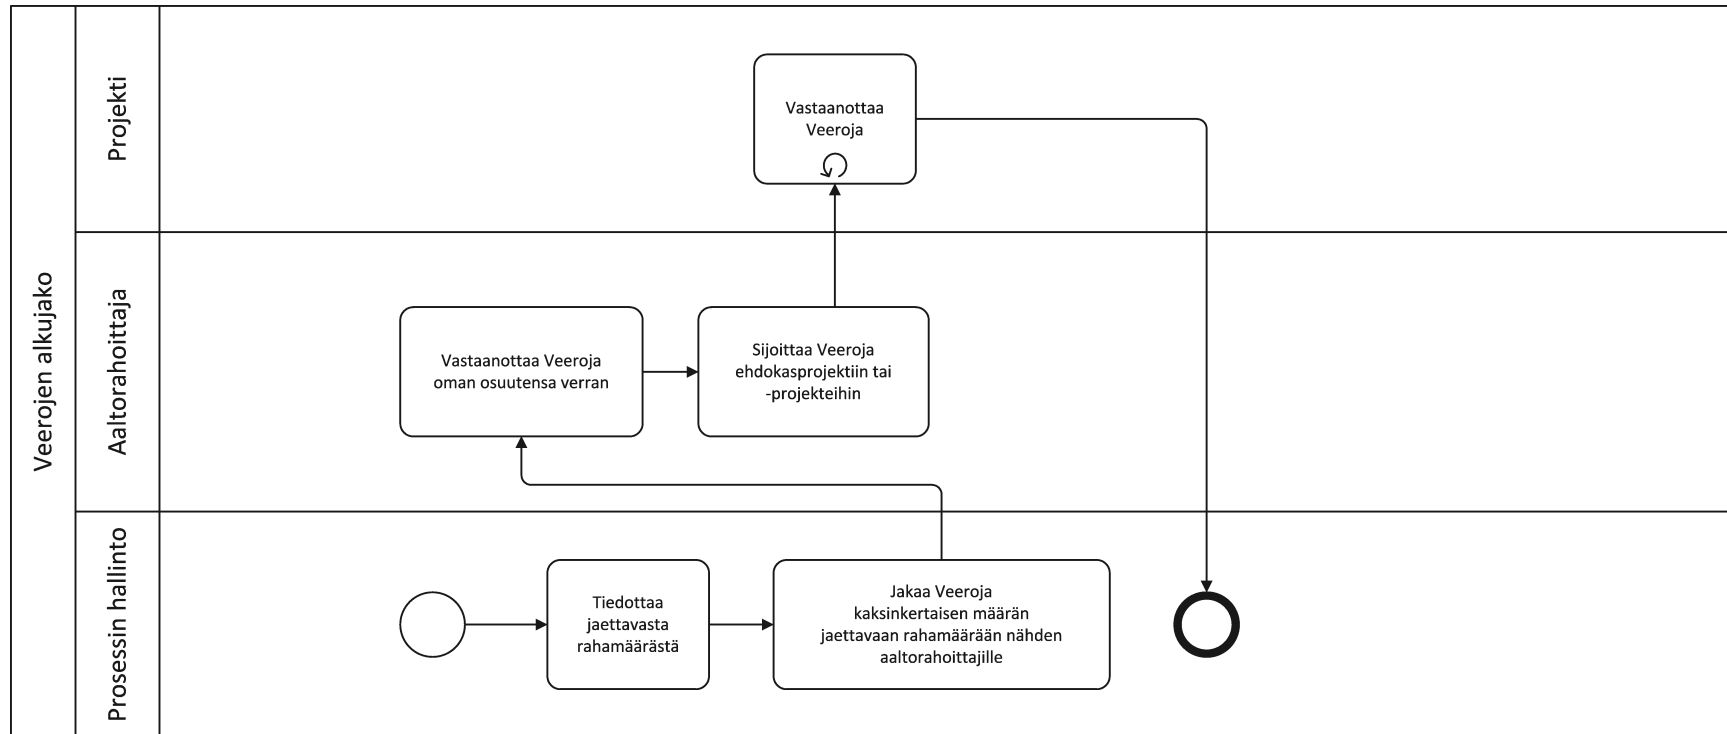 Veerojen alkujako
Projekti
Vastaanottaa
Veeroja
Aaltorahoittaja
Vastaanottaa Veeroja
oman osuutensa verran
Sijoittaa Veeroja
ehdokasprojektiin tai
-projekteihin
Prosessin hallinto
Tiedottaa
jaettavasta
rahamäärästä
Jakaa Veeroja
kaksinkertaisen määrän
jaettavaan rahamäärään nähden
aaltorahoittajille